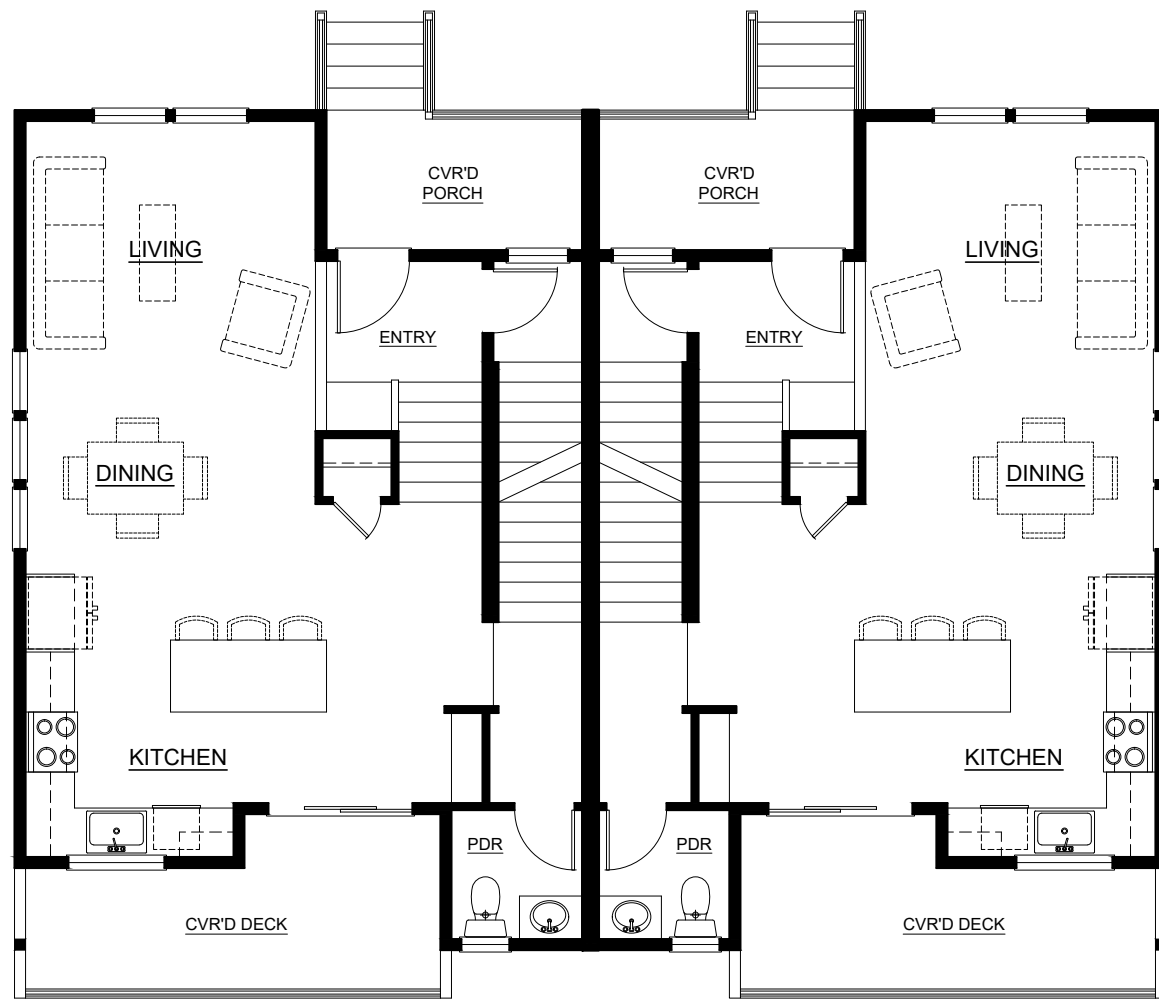 CVR'D
PORCH
CVR'D
PORCH
LIVING
LIVING
ENTRY
ENTRY
DINING
DINING
KITCHEN
KITCHEN
PDR
PDR
CVR'D DECK
CVR'D DECK